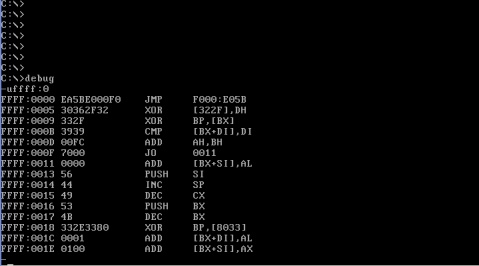 C:\>
C:\>
C:\>
C:\>
C:\>
C:\>
C:\>debug
-uffff:0
FFFF:0000 EA5BE000F0 JMP F000:E05B
FFFF:0005 30362F32 XOR [322F],DH
FFFF:0009 332F XOR BP,[BX]
FFFF:000B 3939 CMP [BX+DI],DI
FFFF:000D 00FC ADD AH,BH
FFFF:000F 7000 JO 0011
FFFF:0011 0000 ADD [BX+SI],AL
FFFF:0013 56 PUSH SI
FFFF:0014 44 INC SP
FFFF:0015 49 DEC CX
FFFF:0016 53 PUSH BX
FFFF:0017 4B DEC BX
FFFF:0018 332E3380 XOR BP,[8033]
FFFF:001C 0001 ADD [BX+DI],AL
FFFF:001E 0100 ADD [BX+SI],AX
-